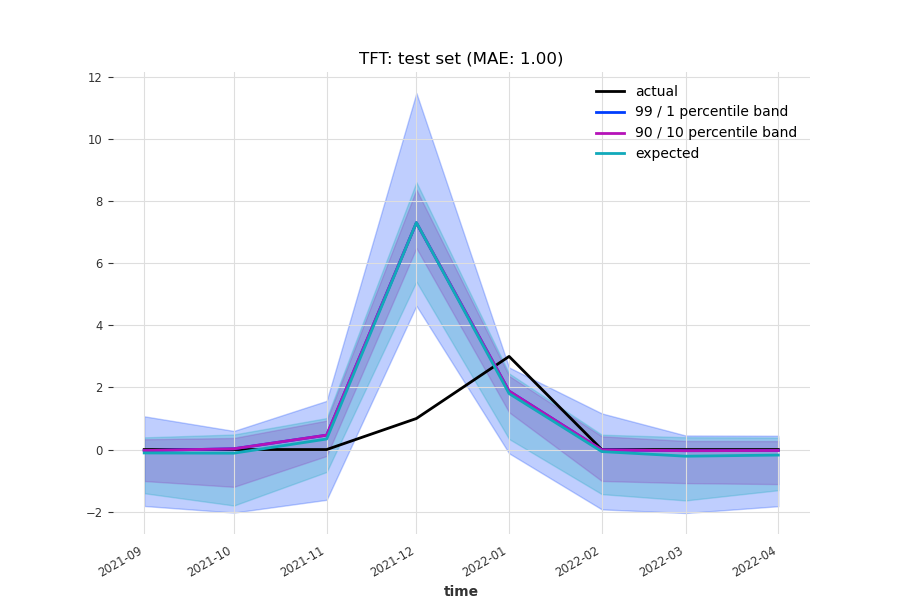 TFT: test set (MAE: 1.00)
12
10
8
6
4
2
0
−2
actual
99 / 1 percentile band
90 / 10 percentile band
expected
2021-09
2021-10
2021-11
2021-12
2022-01
2022-02
2022-03
2022-04
time